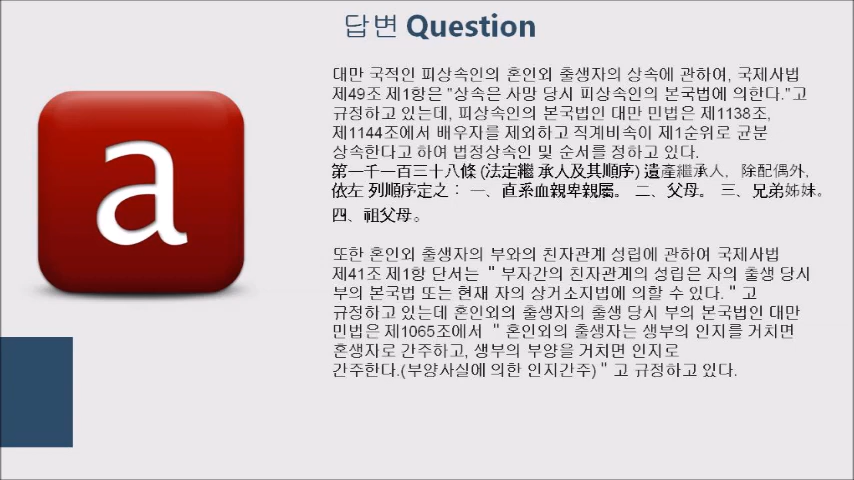 답변 Question
a
대만 국적인 피상속인의 혼인외 출생자의 상속에 관하여, 국제사법
제49조 제1항은 "상속은 사망 당시 피상속인의 본국법에 의한다."고
규정하고 있는데, 피상속인의 본국법인 대만 민법은 제1138조,
제1144조에서 배우자를 제외하고 직계비속이 제1순위로 균분
상속한다고 하여 법정상속인 및 순서를 정하고 있다.
第一千一百三十八條 (法定繼 承人及其順序) 遺產繼承人，除配偶外，
依左 列順序定之： 一、直系血親卑親屬。 二、父母。 三、兄弟姊妹。
四、祖父母。
또한 혼인외 출생자의 부와의 친자관계 성립에 관하여 국제사법
제41조 제1항 단서는 " 부자간의 친자관계의 성립은 자의 출생 당시
부의 본국법 또는 현재 자의 상거소지법에 의할 수 있다. " 고
규정하고 있는데 혼인외의 출생자의 출생 당시 부의 본국법인 대만
민법은 제1065조에서 " 혼인외의 출생자는 생부의 인지를 거치면
혼생자로 간주하고, 생부의 부양을 거치면 인지로
간주한다.(부양사실에 의한 인지간주) " 고 규정하고 있다.